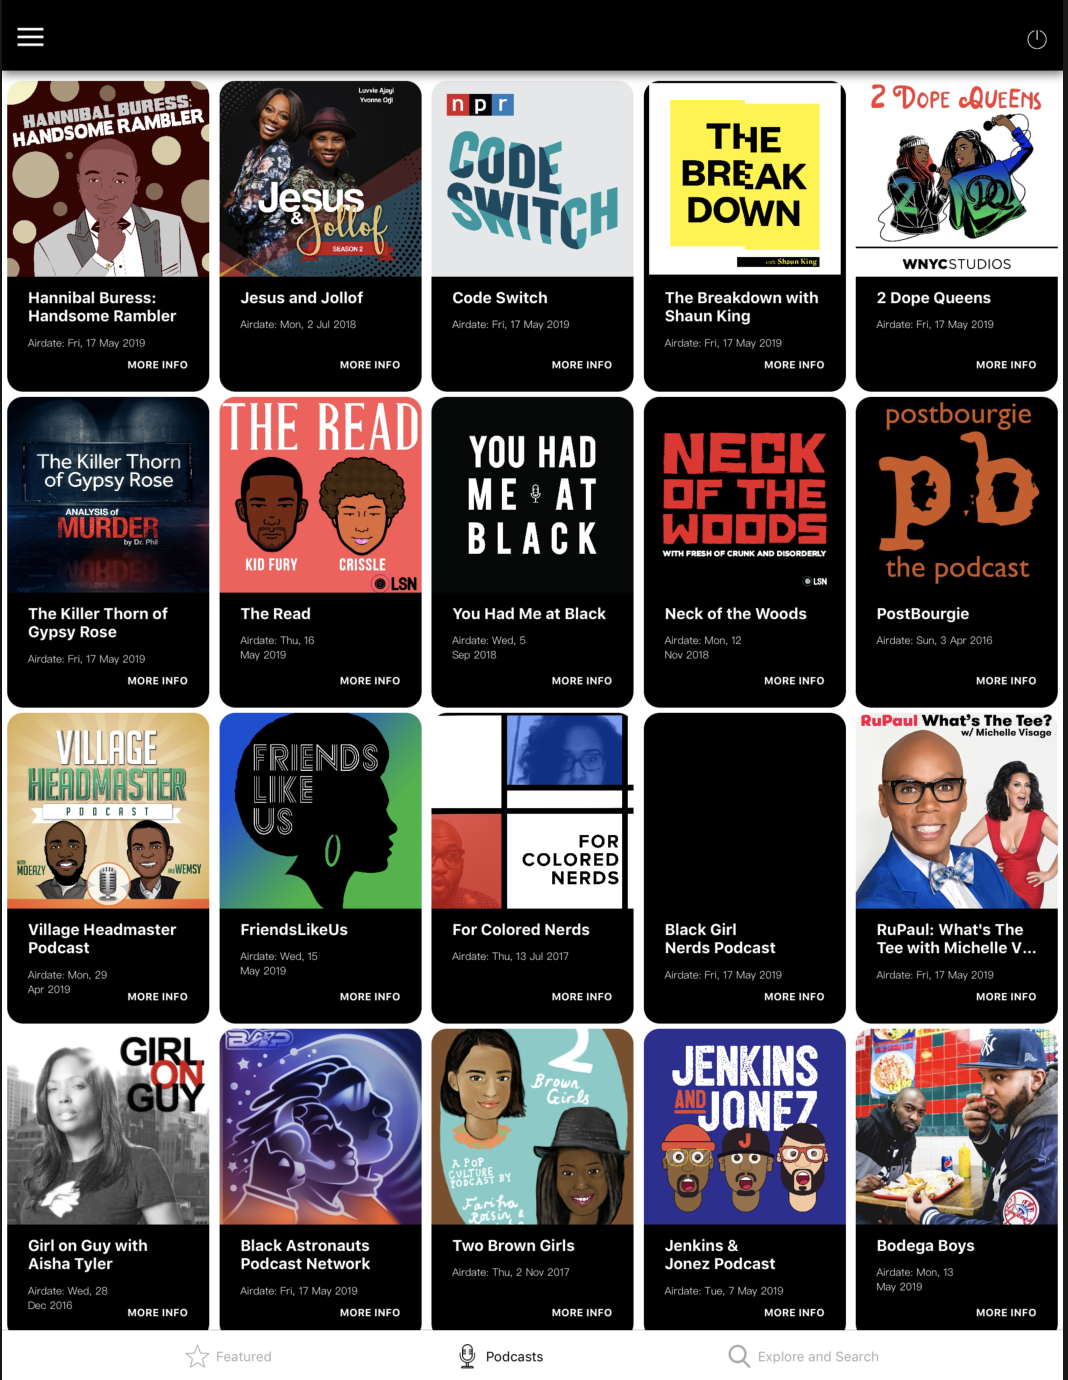 HANNIBAL BURESS:
HANDSOME RAMBLER
Hannibal Buress:
Handsome Rambler
Airdate: Fri, 17 May 2019
MORE INFO
Luvvie Ajayi
Yvonne Orji
Jesus
& Jollof
SEASON 2
Jesus and Jollof
Airdate: Mon, 2 Jul 2018
MORE INFO
npr
CODE
SWITCH
Code Switch
Airdate: Fri, 17 May 2019
MORE INFO
THE
BREAK
DOWN
with Shaun King
The Breakdown with
Shaun King
Airdate: Fri, 17 May 2019
MORE INFO
2 DOPE QUEENS
2
DQ
WNYCSTUDIOS
2 Dope Queens
Airdate: Fri, 17 May 2019
MORE INFO
The Killer Thorn
of Gypsy Rose
ANALYSIS of
MURDER
by Dr. Phil
The Killer Thorn of
Gypsy Rose
Airdate: Fri, 17 May 2019
MORE INFO
THE READ
KID FURY CRISSLE
LSN
The Read
Airdate: Thu, 16
May 2019
MORE INFO
YOU HAD
ME AT
BLACK
You Had Me at Black
Airdate: Wed, 5
Sep 2018
MORE INFO
NECK
OF THE
WOODS
WITH FRESH OF CRUNK AND DISORDERLY
LSN
Neck of the Woods
Airdate: Mon, 12
Nov 2018
MORE INFO
postbourgie
pb
the podcast
PostBourgie
Airdate: Sun, 3 Apr 2016
MORE INFO
VILLAGE
HEADMASTER
PODCAST
WITH
MOEAZY
WEMSY
Village Headmaster
Podcast
Airdate: Mon, 29
Apr 2019
MORE INFO
FRIENDS
LIKE
US
FriendsLikeUs
Airdate: Wed, 15
May 2019
MORE INFO
FOR
COLORED
NERDS
For Colored Nerds
Airdate: Thu, 13 Jul 2017
MORE INFO
Black Girl
Nerds Podcast
Airdate: Fri, 17 May 2019
MORE INFO
RuPaul What's The Tee?
w/ Michelle Visage
RuPaul: What's The
Tee with Michelle V...
Airdate: Fri, 17 May 2019
MORE INFO
GIRL
ON
GUY
Girl on Guy with
Aisha Tyler
Airdate: Wed, 28
Dec 2016
MORE INFO
BAP
Black Astronauts
Podcast Network
Airdate: Fri, 17 May 2019
MORE INFO
2
Brown
Girls
A POP
CULTURE
PODCAST BY
Fariha
Roisin &
Two Brown Girls
Airdate: Thu, 2 Nov 2017
MORE INFO
JENKINS
AND JONEZ
J
Jenkins &
Jonez Podcast
Airdate: Tue, 7 May 2019
MORE INFO
NY
Bodega Boys
Airdate: Mon, 13
May 2019
MORE INFO
Featured
Podcasts
Explore and Search